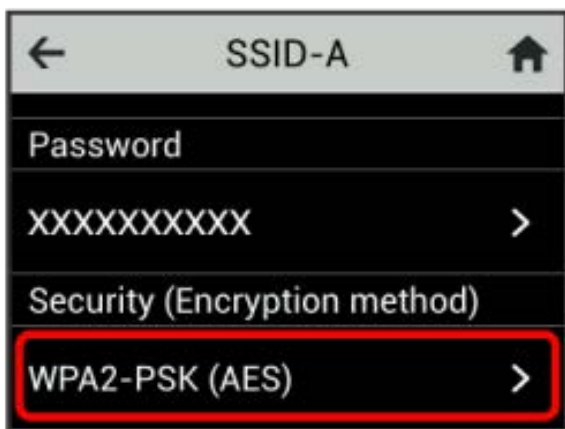 SSID-A
Password
XXXXXXXXXX
Security (Encryption method)
WPA2-PSK (AES)